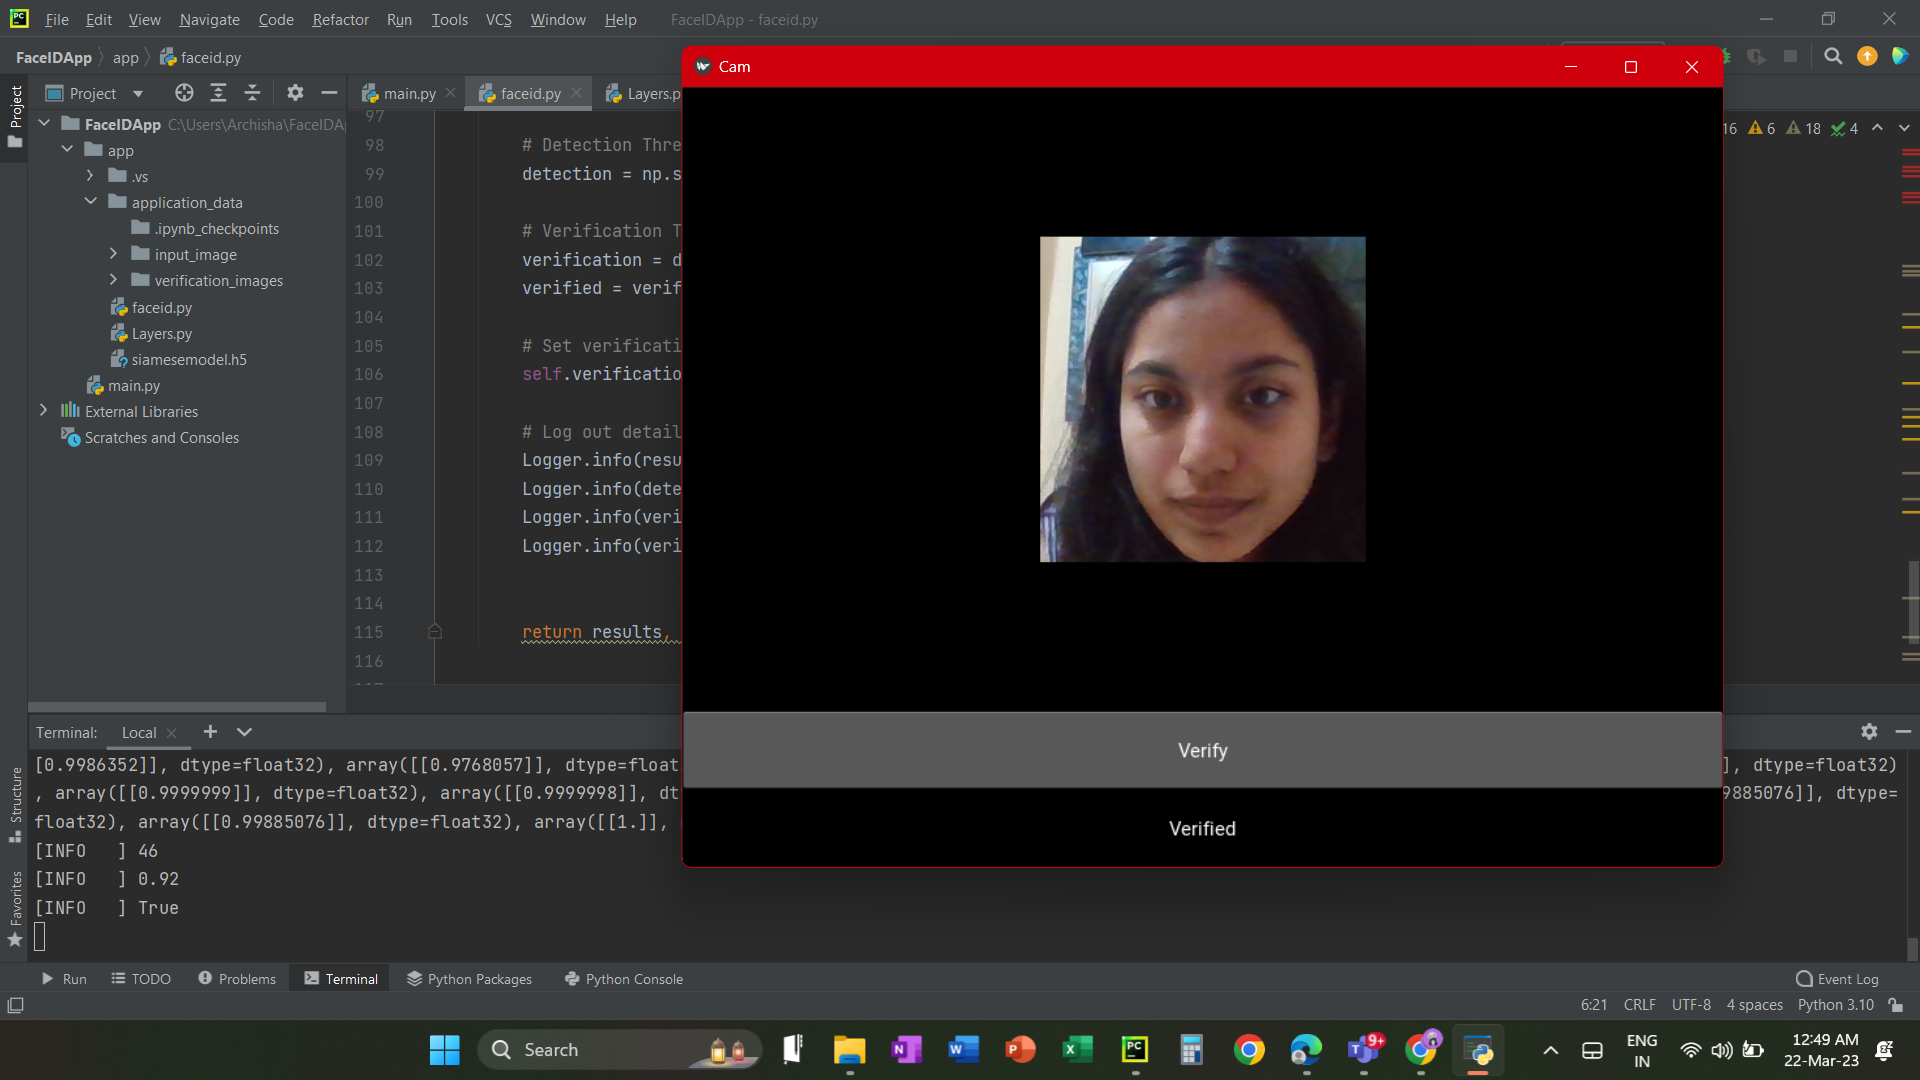 File Edit View Navigate Code Refactor Run Tools VCS Window Help FaceIDApp - faceid.py
FaceIDApp app faceid.py
Cam
Project
Project
main.py faceid.py Layers.p
FaceIDApp C:\Users\Archisha\FaceIDA
app
.vs
application_data
.ipynb_checkpoints
input_image
verification_images
faceid.py
Layers.py
siamesemodel.h5
main.py
External Libraries
Scratches and Consoles
16 6 18 4
97
98 # Detection Thre
99 detection = np.s
100
101 # Verification T
102 verification = d
103 verified = verif
104
105 # Set verificati
106 self.verificatio
107
108 # Log out detail
109 Logger.info(resu
110 Logger.info(dete
111 Logger.info(veri
112 Logger.info(veri
113
114
115 return results,
116
Verify
Verified
Terminal: Local
[0.9986352]], dtype=float32), array([[0.9768057]], dtype=float ], dtype=float32)
, array([[0.9999999]], dtype=float32), array([[0.9999998]], dt 9885076]], dtype=
float32), array([[0.99885076]], dtype=float32), array([[1.]],
[INFO ] 46
[INFO ] 0.92
[INFO ] True
Structure
Favorites
Run TODO Problems Terminal Python Packages Python Console Event Log
6:21 CRLF UTF-8 4 spaces Python 3.10
Search
9+
ENG
IN
12:49 AM
22-Mar-23